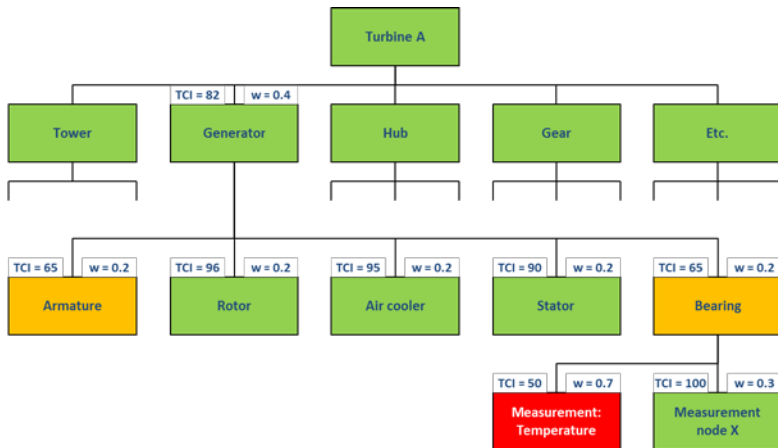 Turbine A
TCI = 82 w = 0.4
Tower Generator Hub Gear Etc.
TCI = 65 w = 0.2 TCI = 96 w = 0.2 TCI = 95 w = 0.2 TCI = 90 w = 0.2 TCI = 65 w = 0.2
Armature Rotor Air cooler Stator Bearing
TCI = 50 w = 0.7 TCI = 100 w = 0.3
Measurement: Measurement
Temperature node X